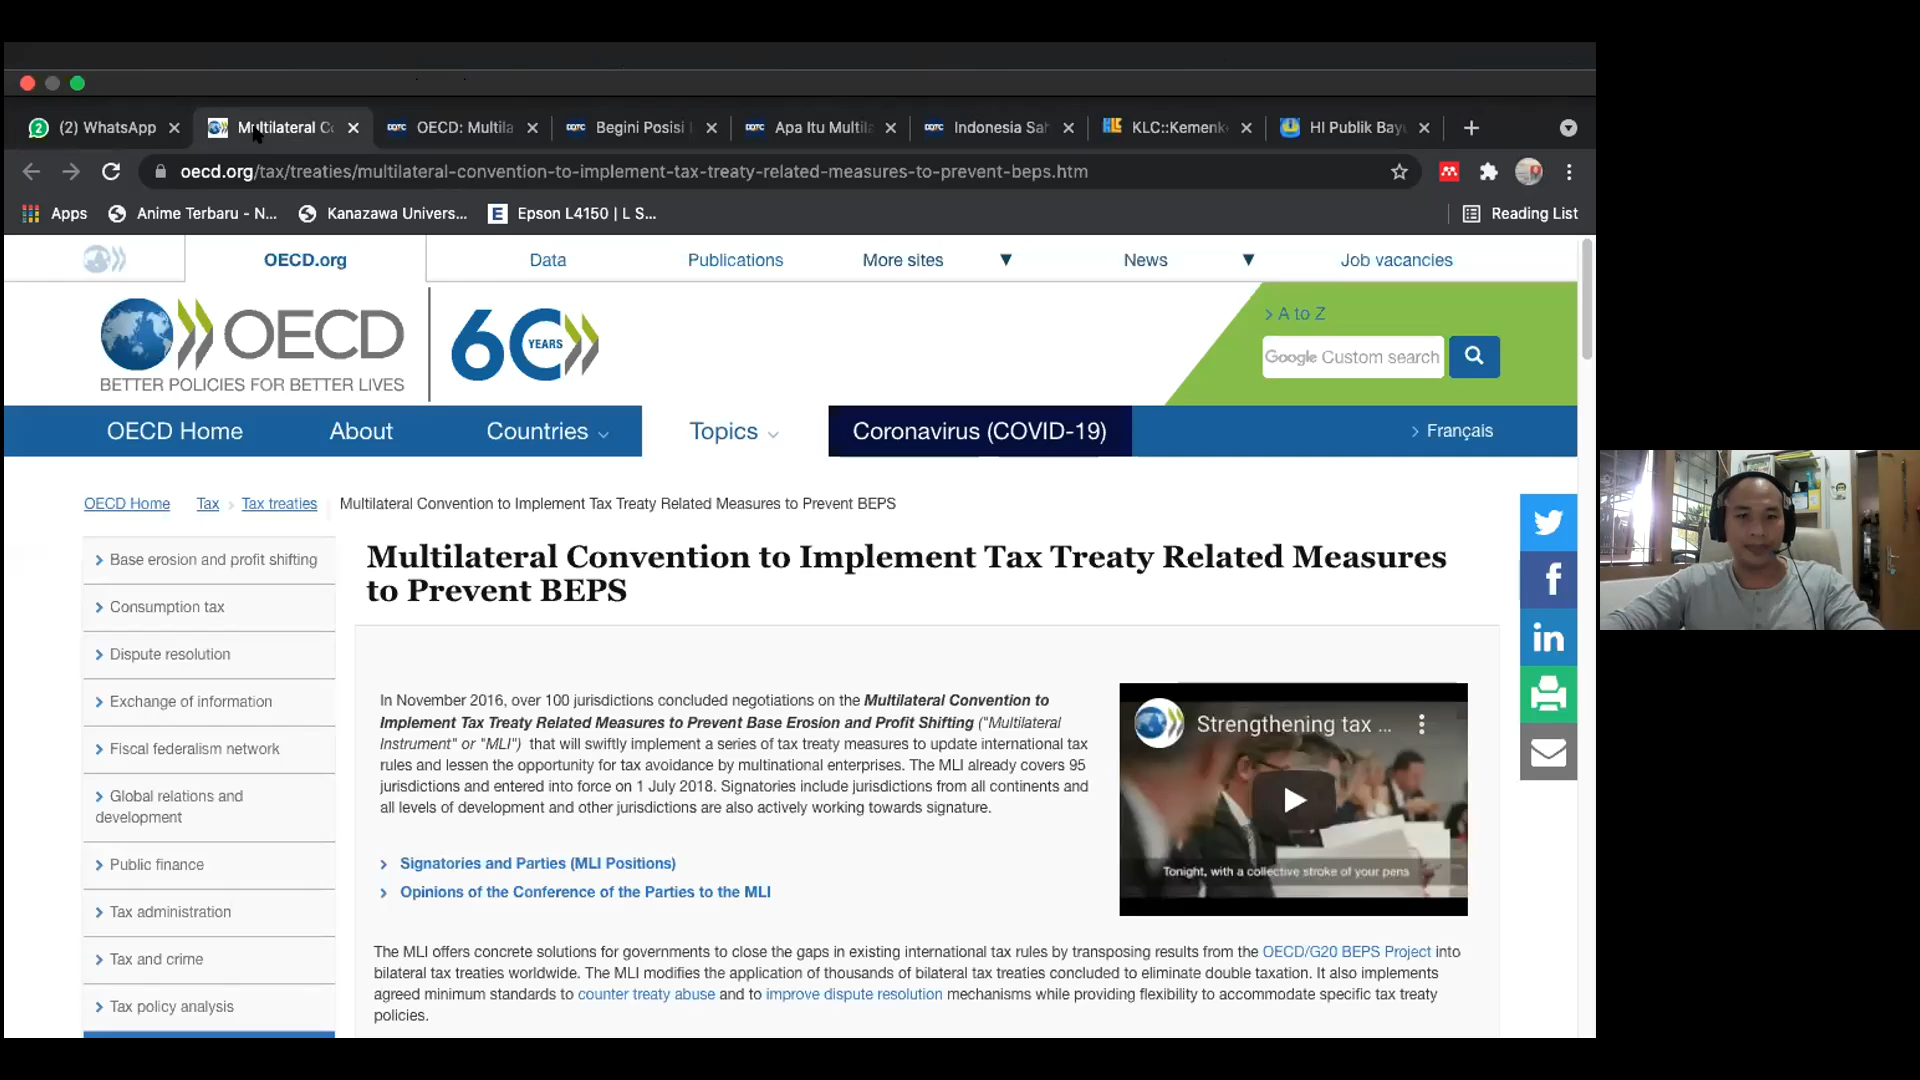 (2) WhatsApp
Multilateral Co
OECD: Multila
Begini Posisi
Apa Itu Multila
Indonesia Sah
KLC::Kemenk
HI Publik Bayu
oecd.org/tax/treaties/multilateral-convention-to-implement-tax-treaty-related-measures-to-prevent-beps.htm
Apps
Anime Terbaru - N...
Kanazawa Univers...
E
Epson L4150 | L S...
Reading List
OECD.org
Data
Publications
More sites
News
Job vacancies
OECD
BETTER POLICIES FOR BETTER LIVES
60 YEARS
A to Z
Google Custom search
OECD Home
About
Countries
Topics
Coronavirus (COVID-19)
Français
OECD Home
Tax
Tax treaties
Multilateral Convention to Implement Tax Treaty Related Measures to Prevent BEPS
Base erosion and profit shifting
Consumption tax
Dispute resolution
Exchange of information
Fiscal federalism network
Global relations and
development
Public finance
Tax administration
Tax and crime
Tax policy analysis
Multilateral Convention to Implement Tax Treaty Related Measures
to Prevent BEPS
In November 2016, over 100 jurisdictions concluded negotiations on the Multilateral Convention to
Implement Tax Treaty Related Measures to Prevent Base Erosion and Profit Shifting ("Multilateral
Instrument" or "MLI") that will swiftly implement a series of tax treaty measures to update international tax
rules and lessen the opportunity for tax avoidance by multinational enterprises. The MLI already covers 95
jurisdictions and entered into force on 1 July 2018. Signatories include jurisdictions from all continents and
all levels of development and other jurisdictions are also actively working towards signature.
Signatories and Parties (MLI Positions)
Opinions of the Conference of the Parties to the MLI
Strengthening tax ...
Tonight, with a collective stroke of your pens
The MLI offers concrete solutions for governments to close the gaps in existing international tax rules by transposing results from the OECD/G20 BEPS Project into
bilateral tax treaties worldwide. The MLI modifies the application of thousands of bilateral tax treaties concluded to eliminate double taxation. It also implements
agreed minimum standards to counter treaty abuse and to improve dispute resolution mechanisms while providing flexibility to accommodate specific tax treaty
policies.